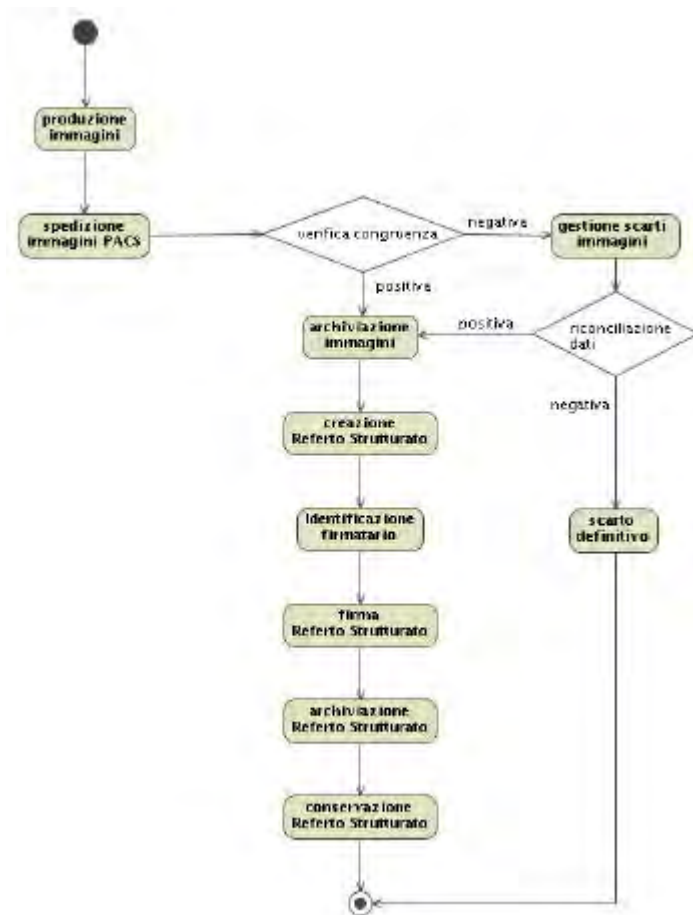 produzione
immagini
spedizione
immagini PACS
verifica congruenza
negativa
gestione scarti
immagini
positiva
archiviazione
immagini
positiva
riconciliazione
dati
negativa
creazione
Referto Strutturato
identificazione
firmatario
scarto
definitivo
firma
Referto Strutturato
archiviazione
Referto Strutturato
conservazione
Referto Strutturato